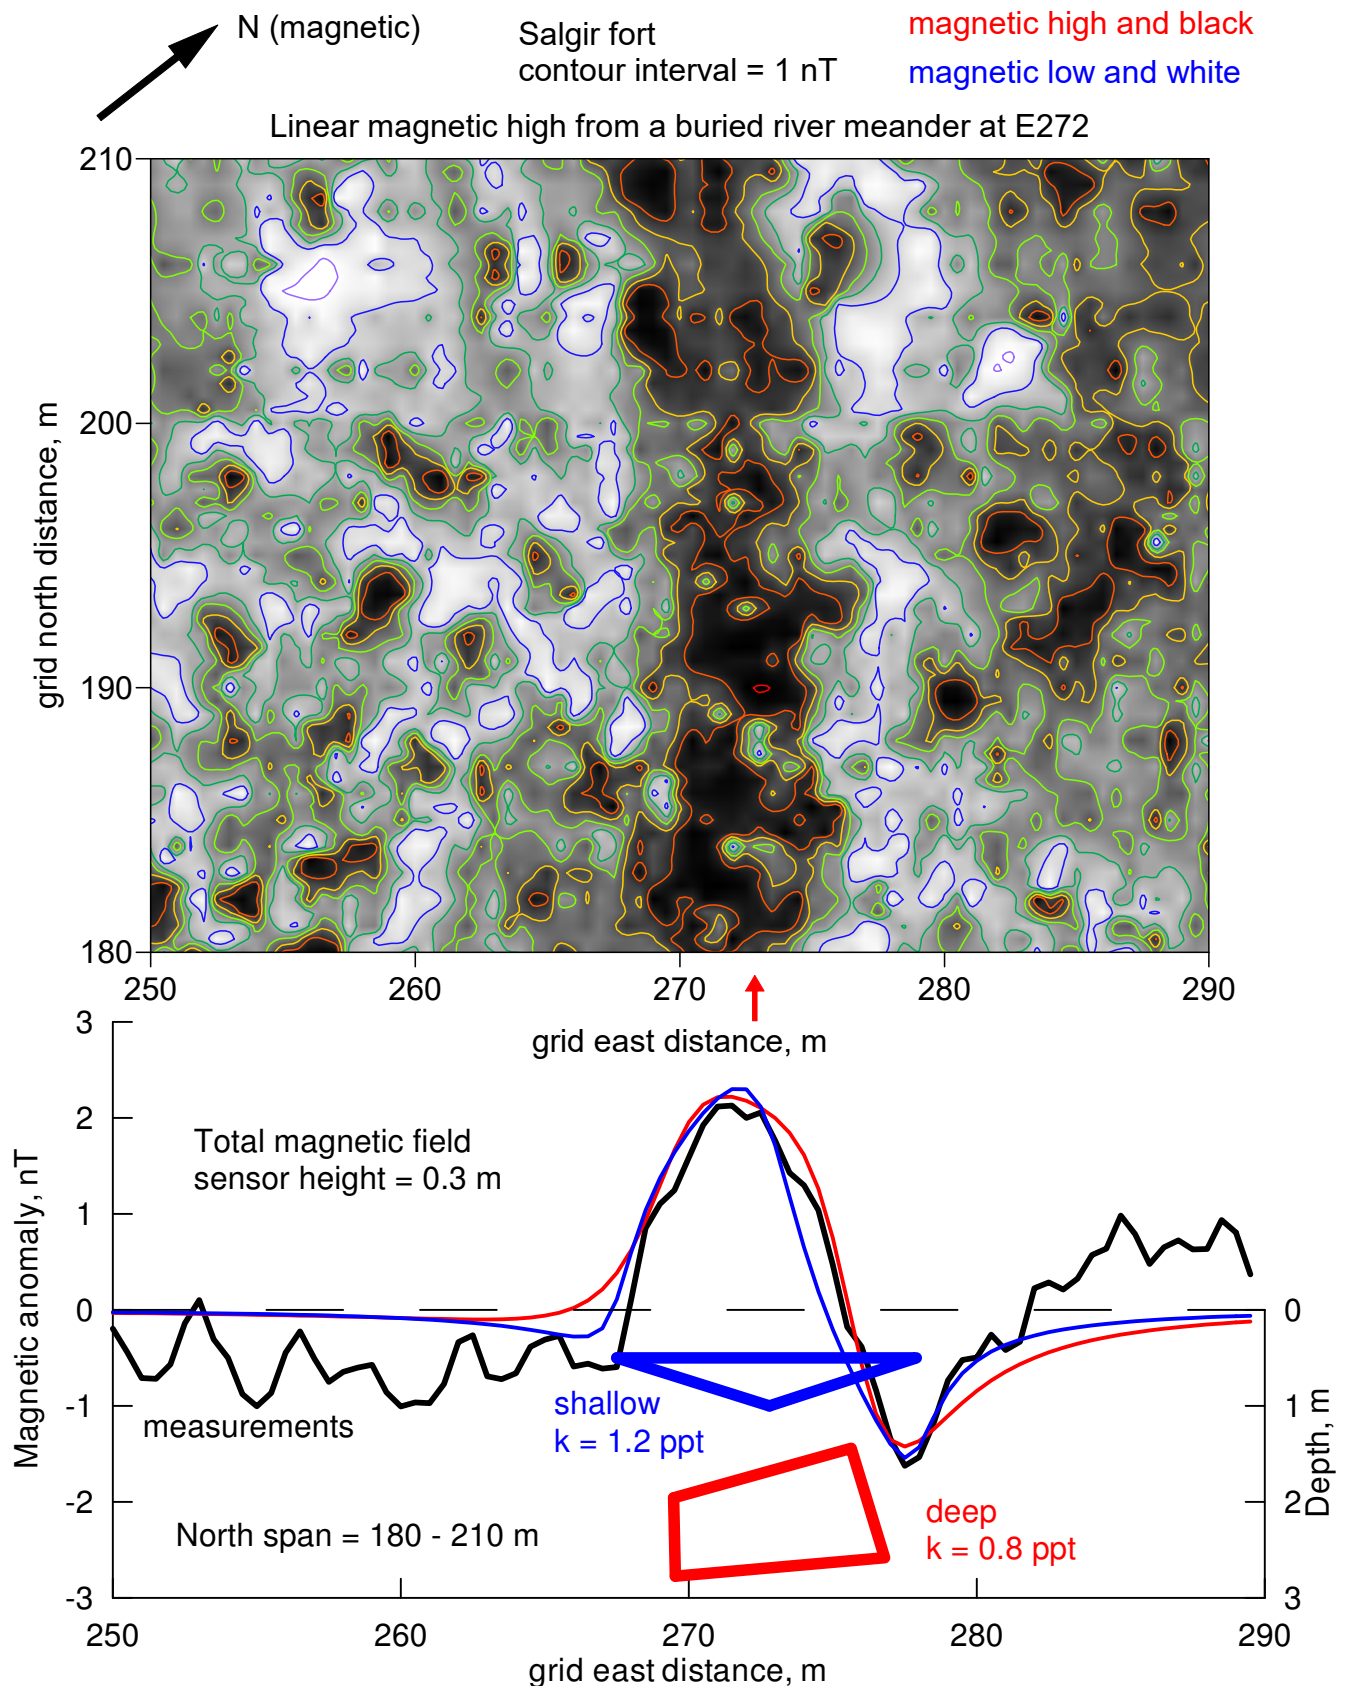 N (magnetic)
Salgir fort
contour interval = 1 nT
magnetic high and black
magnetic low and white
Linear magnetic high from a buried river meander at E272
210
200
190
180
grid north distance, m
250 260 270 280 290
grid east distance, m
3
2
1
0
-1
-2
-3
Magnetic anomaly, nT
Total magnetic field
sensor height = 0.3 m
measurements
shallow
k = 1.2 ppt
deep
k = 0.8 ppt
North span = 180 - 210 m
0
1
2
3
Depth, m
250 260 270 280 290
grid east distance, m